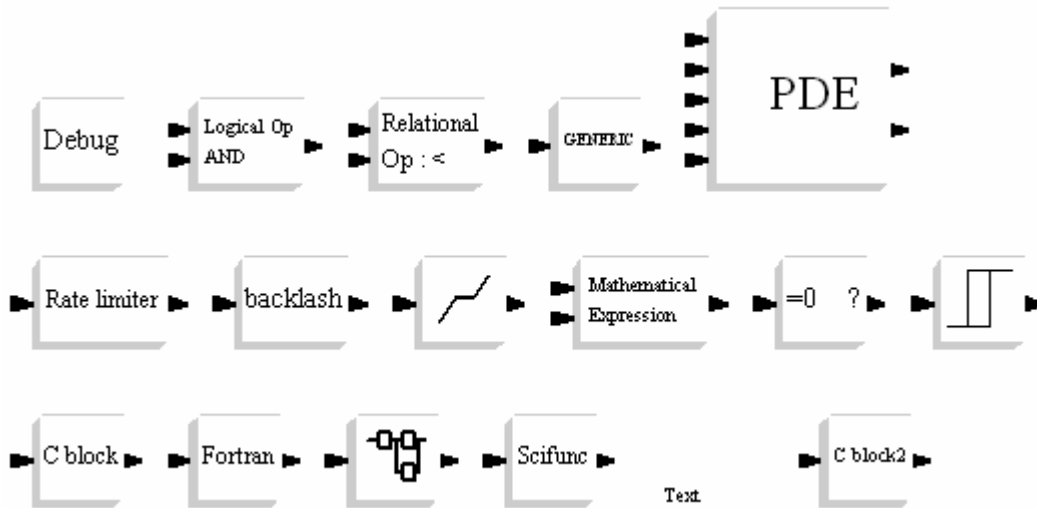 PDE
Debug
Logical Op
AND
Relational
Op : <
GENERIC
Rate limiter
backlash
Mathematical
Expression
=0 ?
C block
Fortran
Scifunc
Text
C block2